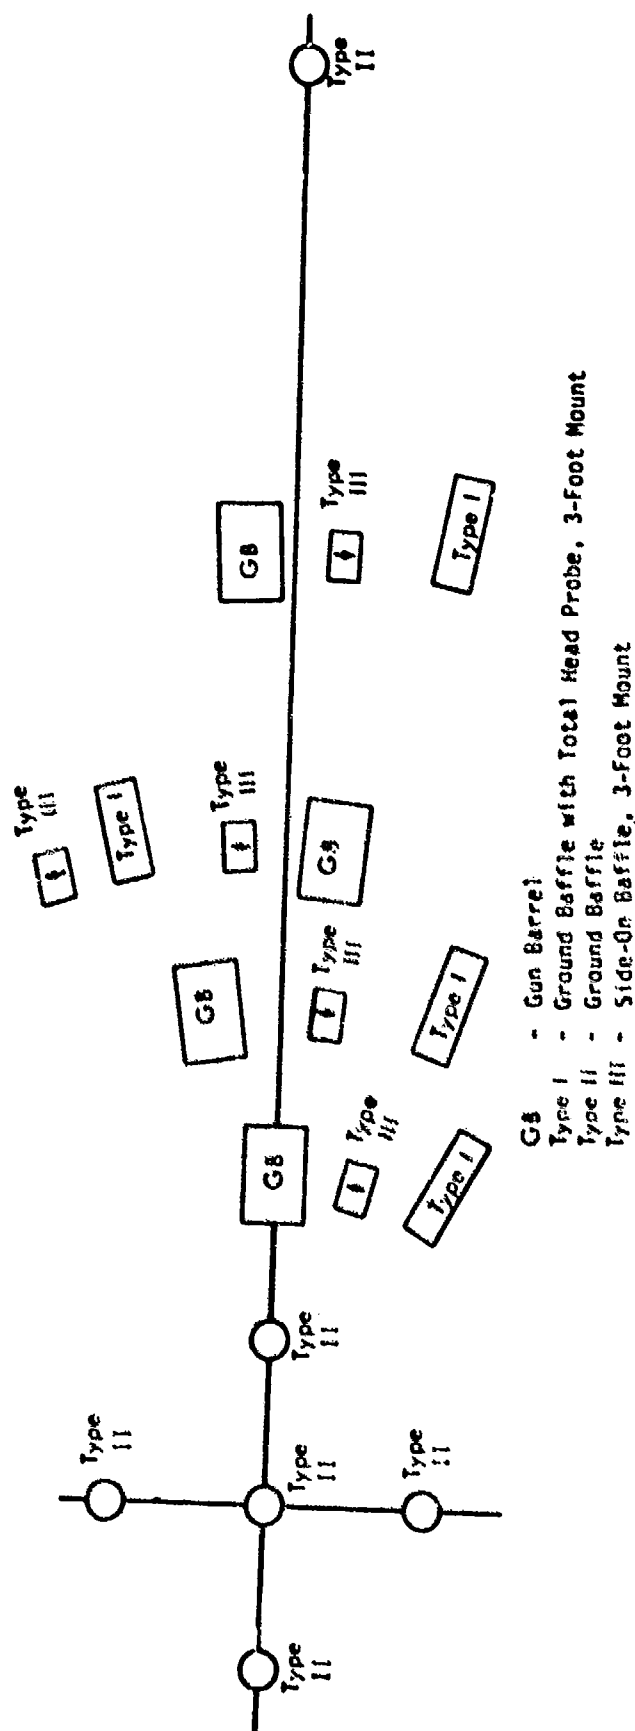 Type
II
Type
II
Type
II
Type
II
Type
II
Type
II
GB
Type
III
Type I
GB
Type
III
Type I
Type
III
Type I
Type
III
GB
GB
Type
III
Type I
GB - Gun Barrel
Type I - Ground Baffle with Total Head Probe, 3-Foot Mount
Type II - Ground Baffle
Type III - Side-On Baffle, 3-Foot Mount